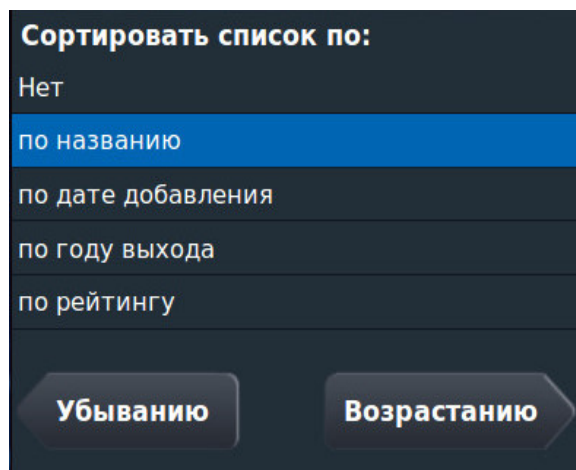 Сортировать список по:
Нет
по названию
по дате добавления
по году выхода
по рейтингу
Убыванию
Возрастанию